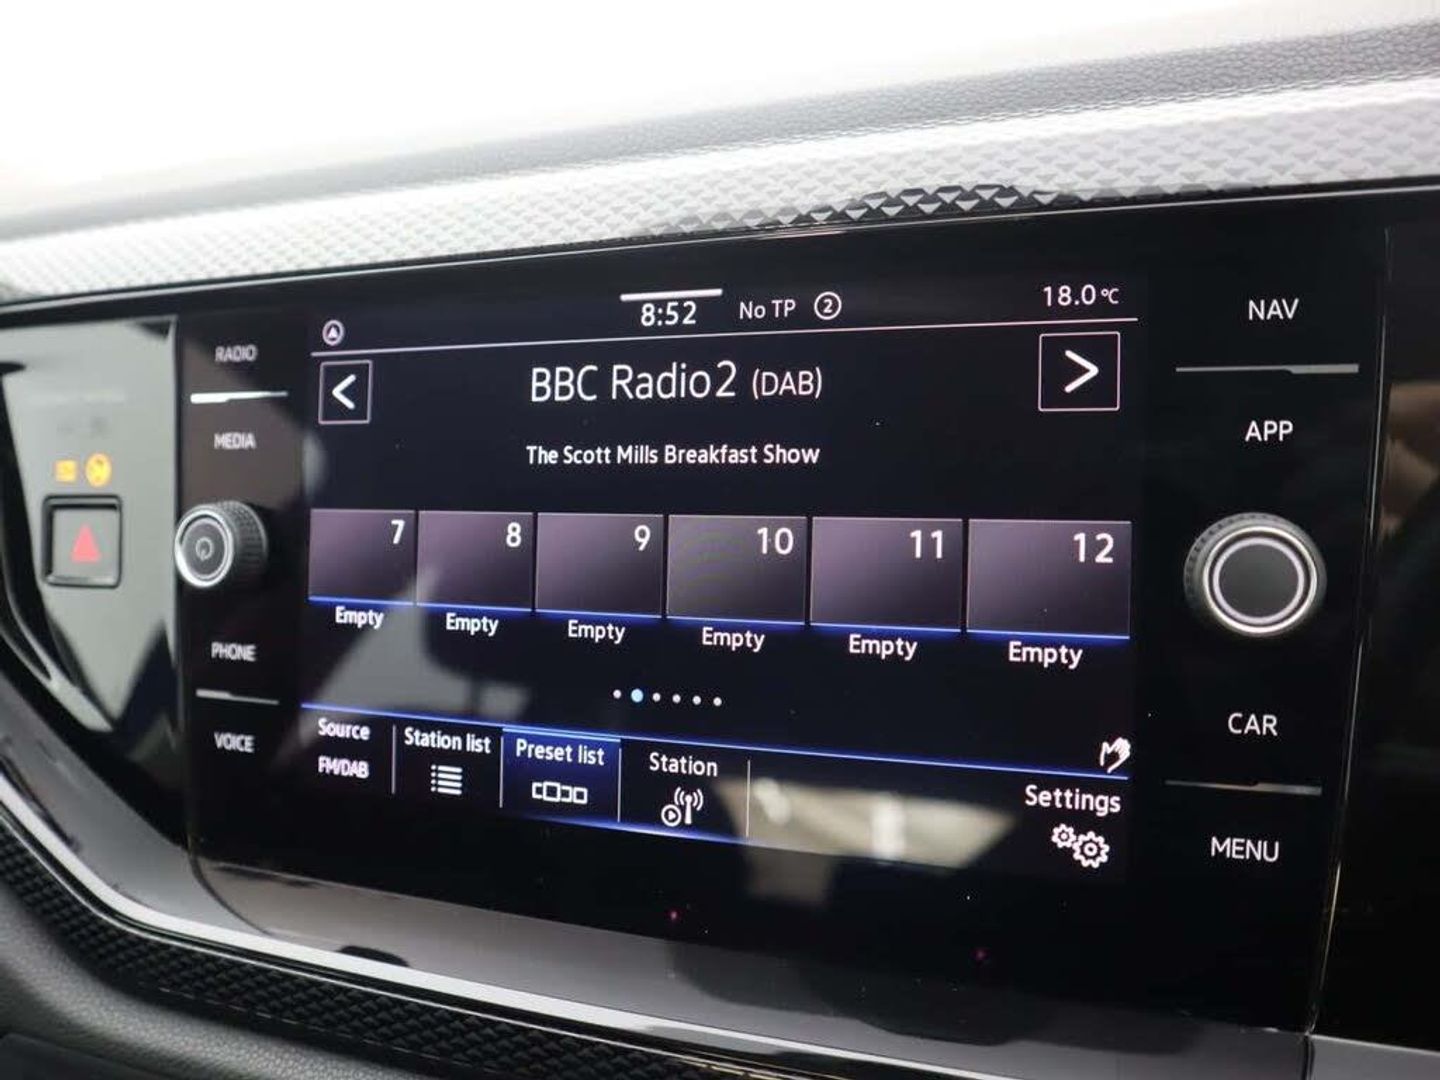 8:52 No TP 2 18.0 °C
BBC Radio 2 (DAB)
The Scott Mills Breakfast Show
7 8 9 10 11 12
Empty Empty Empty Empty Empty Empty
Source Station list Preset list Station Settings
FM/DAB
RADIO
MEDIA
PHONE
VOICE
NAV
APP
CAR
MENU